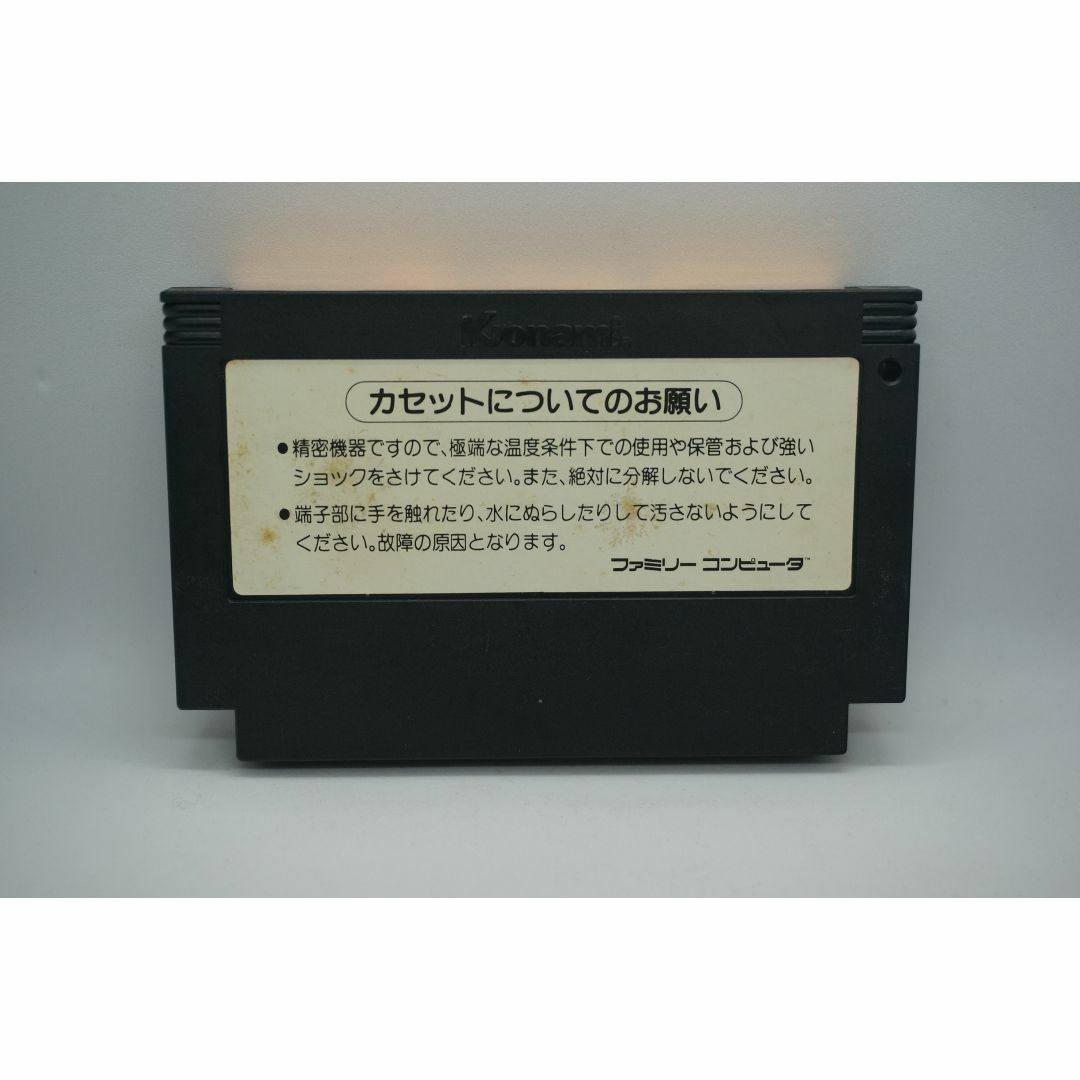 Konami
カセットについてのお願い
●精密機器ですので、極端な温度条件下での使用や保管および強い
ショックをさけてください。また、絶対に分解しないでください。
●端子部に手を触れたり、水にぬらしたりして汚さないようにして
ください。故障の原因となります。
ファミリー コンピュータ™